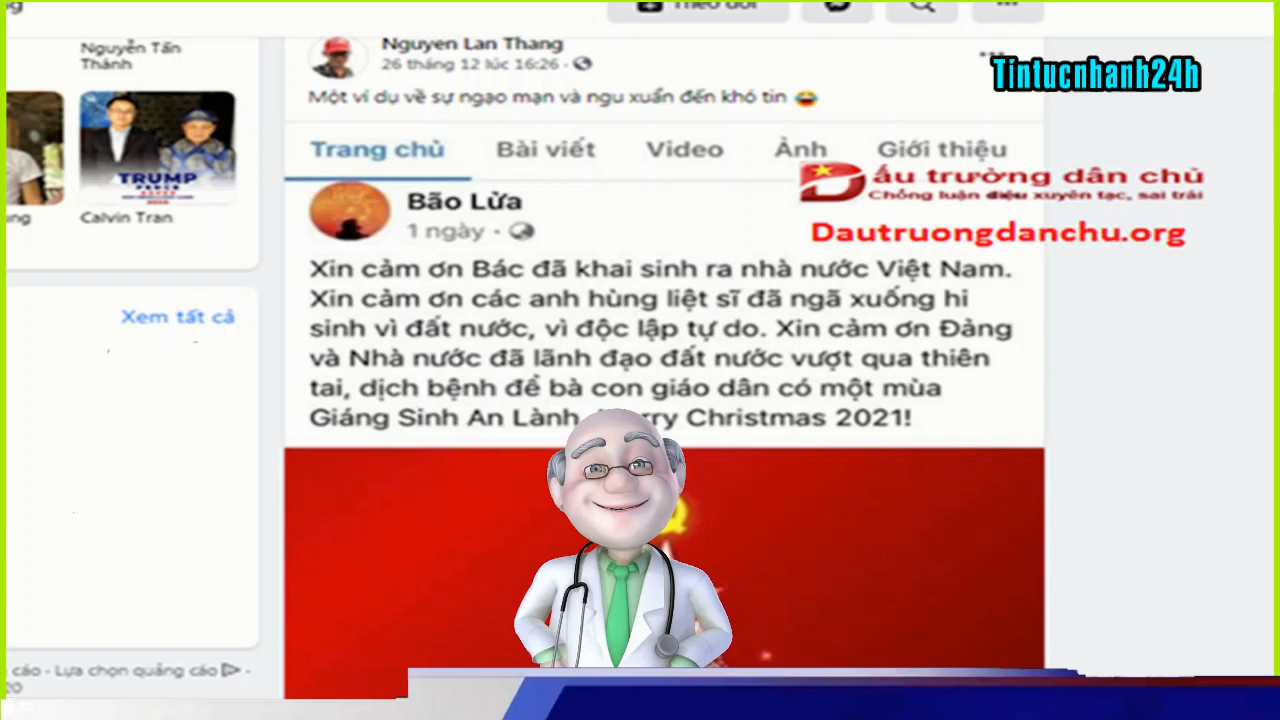 Theo dõi
Nguyễn Tấn
Thành
Nguyen Lan Thang
26 tháng 12 lúc 16:26
Một ví dụ về sự ngạo mạn và ngu xuẩn đến khó tin
Tintucnhanh24h
TRUMP
Calvin Tran
Trang chủ
Bài viết
Video
Ảnh
Giới thiệu
Đấu trường dân chủ
Chống luận điệu xuyên tạc, sai trái
Dautruongdanchu.org
Bão Lửa
1 ngày
Xin cảm ơn Bác đã khai sinh ra nhà nước Việt Nam.
Xin cảm ơn các anh hùng liệt sĩ đã ngã xuống hi
sinh vì đất nước, vì độc lập tự do. Xin cảm ơn Đảng
và Nhà nước đã lãnh đạo đất nước vượt qua thiên
tai, dịch bệnh để bà con giáo dân có một mùa
Giáng Sinh An Lành Christmas 2021!
Xem tất cả
cáo · Lựa chọn quảng cáo